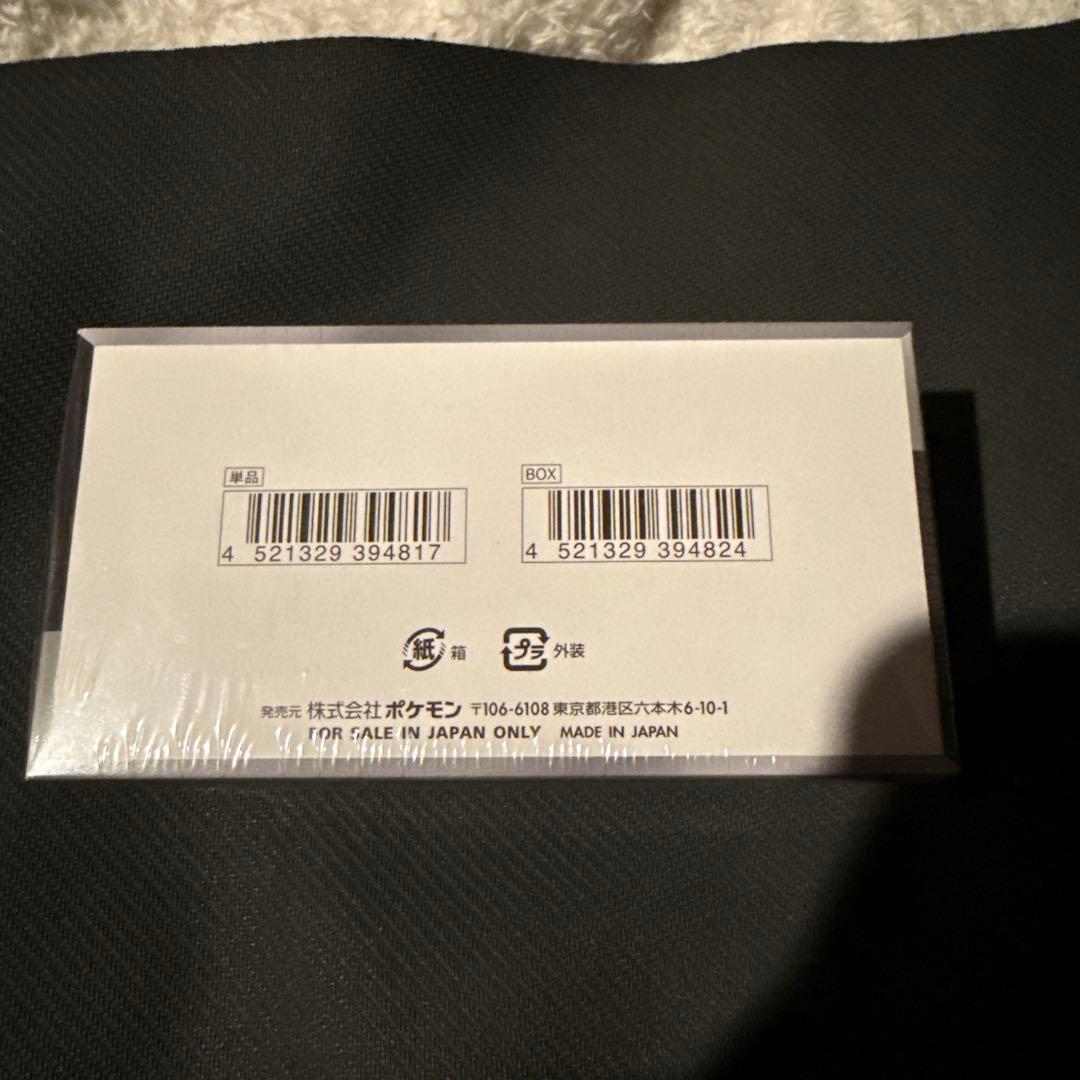 単品
4 521329 394817
BOX
4 521329 394824
紙 箱
プラ 外装
発売元 株式会社ポケモン 〒106-6108 東京都港区六本木6-10-1
FOR SALE IN JAPAN ONLY MADE IN JAPAN